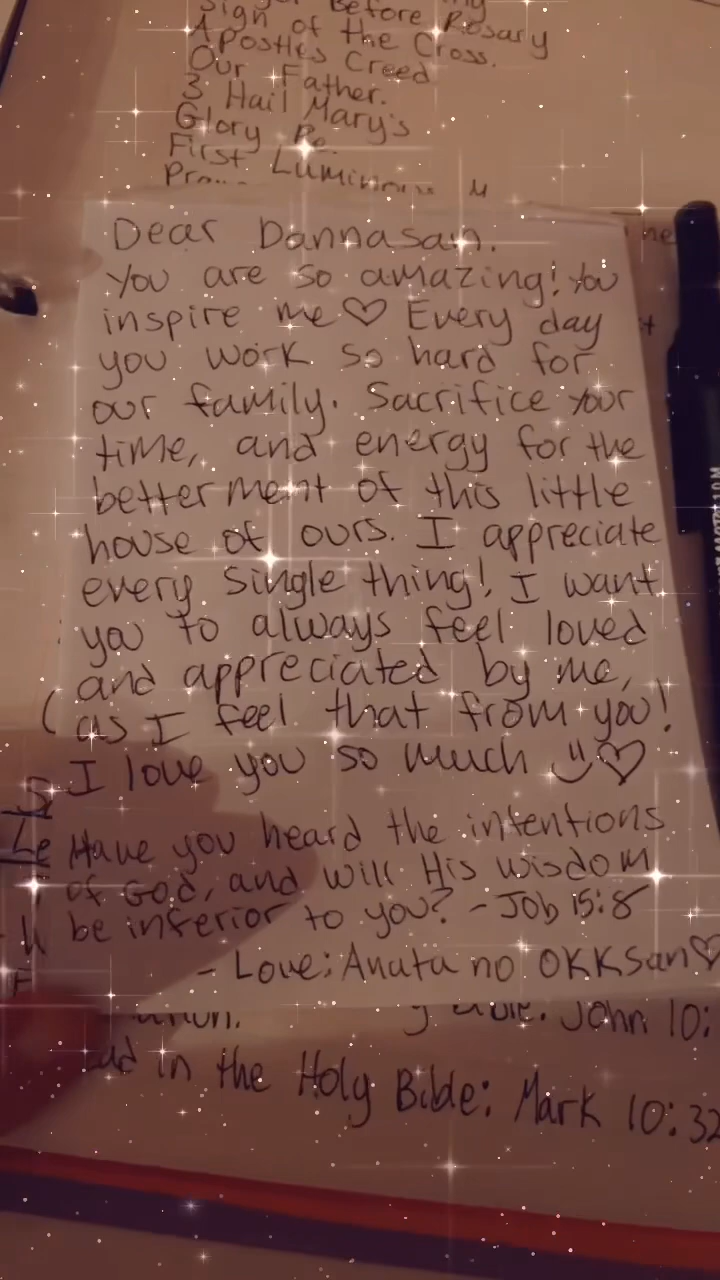 Before Rosary
Sign of the Cross.
Apostles Creed
Our Father.
3 Hail Mary's
Glory Be.
First Luminous M
Dear Dannasan.
You are so amazing! You
inspire me♡ Every day
you work so hard for
our family. Sacrifice your
time, and energy for the
betterment of this little
house of ours. I appreciate
every single thing! I want
you to always feel loved
and appreciated by me,
(as I feel that from you!
I love you so much ♡
Have you heard the intentions
of God, and will His wisdom
be inferior to you? - Job 15:8
- Love: Anata no OKKSan♡
John 10:
in the Holy Bible: Mark 10:32